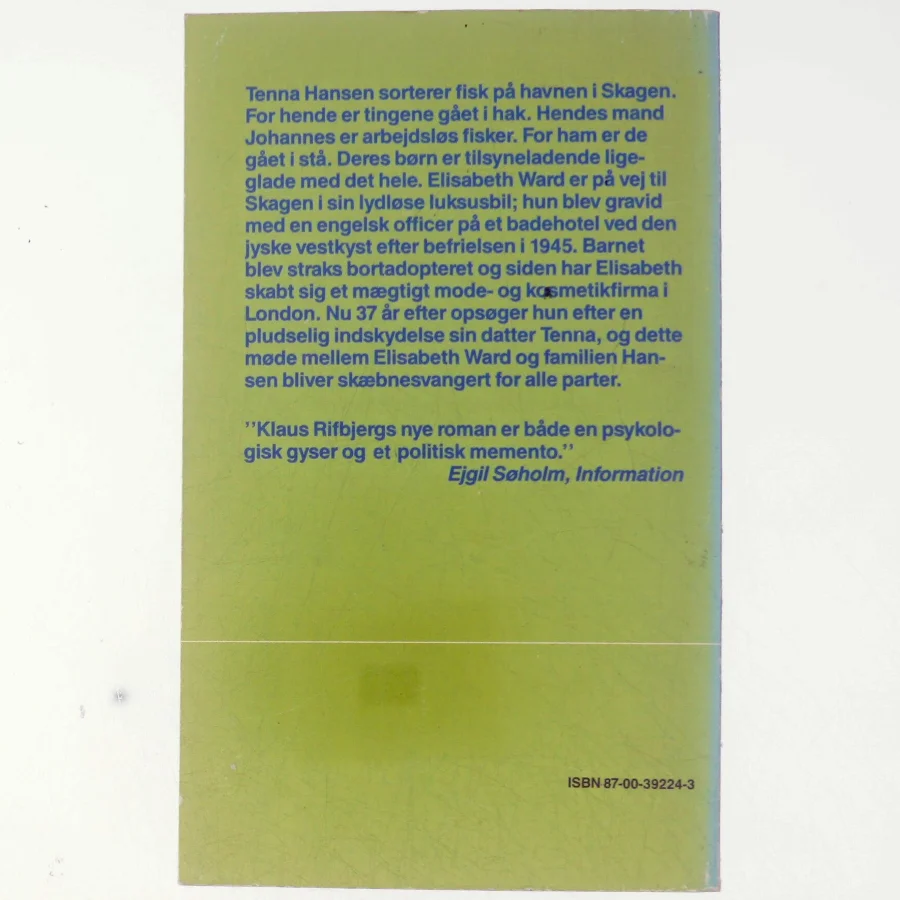 Tenna Hansen sorterer fisk på havnen i Skagen.
For hende er tingene gået i hak. Hendes mand
Johannes er arbejdsløs fisker. For ham er de
gået i stå. Deres børn er tilsyneladende lige-
glade med det hele. Elisabeth Ward er på vej til
Skagen i sin lydløse luksusbil; hun blev gravid
med en engelsk officer på et badehotel ved den
jyske vestkyst efter befrielsen i 1945. Barnet
blev straks bortadopteret og siden har Elisabeth
skabt sig et mægtigt mode- og kosmetikfirma i
London. Nu 37 år efter opsøger hun efter en
pludselig indskydelse sin datter Tenna, og dette
møde mellem Elisabeth Ward og familien Han-
sen bliver skæbnesvangert for alle parter.
''Klaus Rifbjergs nye roman er både en psykolo-
gisk gyser og et politisk memento.''
Ejgil Søholm, Information
ISBN 87-00-39224-3